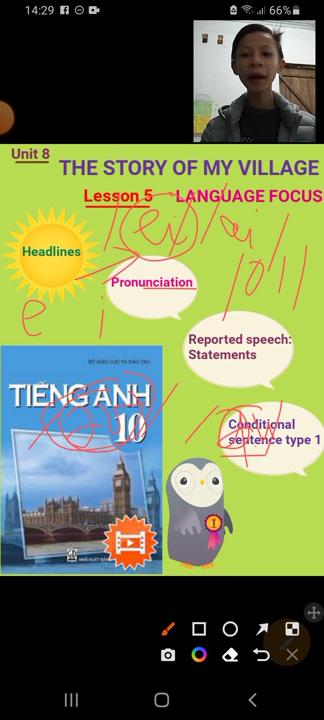 14:29
66%
Unit 8
THE STORY OF MY VILLAGE
Lesson 5 LANGUAGE FOCUS
Headlines
Pronunciation
e i
Reported speech:
Statements
BỘ GIÁO DỤC VÀ ĐÀO TẠO
TIẾNG ANH
10
Conditional
sentence type 1
1